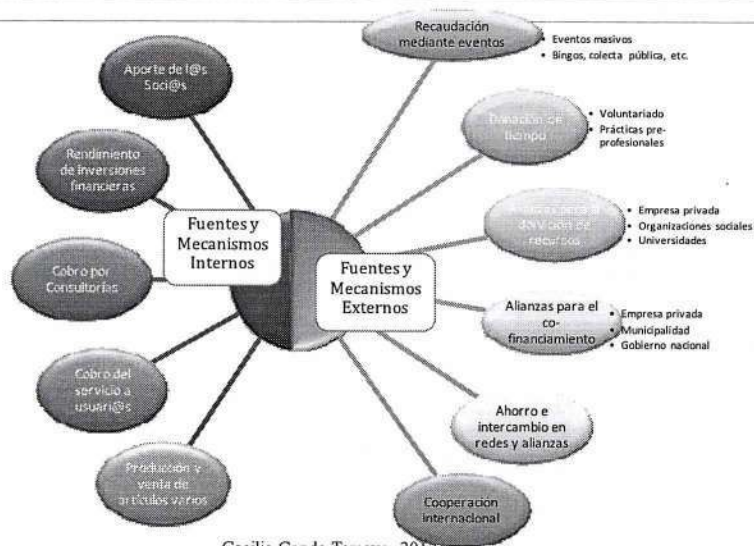 Aporte de l@s
Soci@s
Rendimiento
de inversiones
financieras
Cobro por
Consultorías
Cobro del
servicio a
usuari@s
Producción y
venta de
artículos varios
Fuentes y
Mecanismos
Internos
Fuentes y
Mecanismos
Externos
Recaudación
mediante eventos
• Eventos masivos
• Bingos, colecta pública, etc.
Donación de
tiempo
• Voluntariado
• Prácticas pre-
profesionales
donación de
recursos
• Empresa privada
• Organizaciones sociales
• Universidades
Alianzas para el
co-
financiamiento
• Empresa privada
• Municipalidad
• Gobierno nacional
Ahorro e
intercambio en
redes y alianzas
Cooperación
internacional